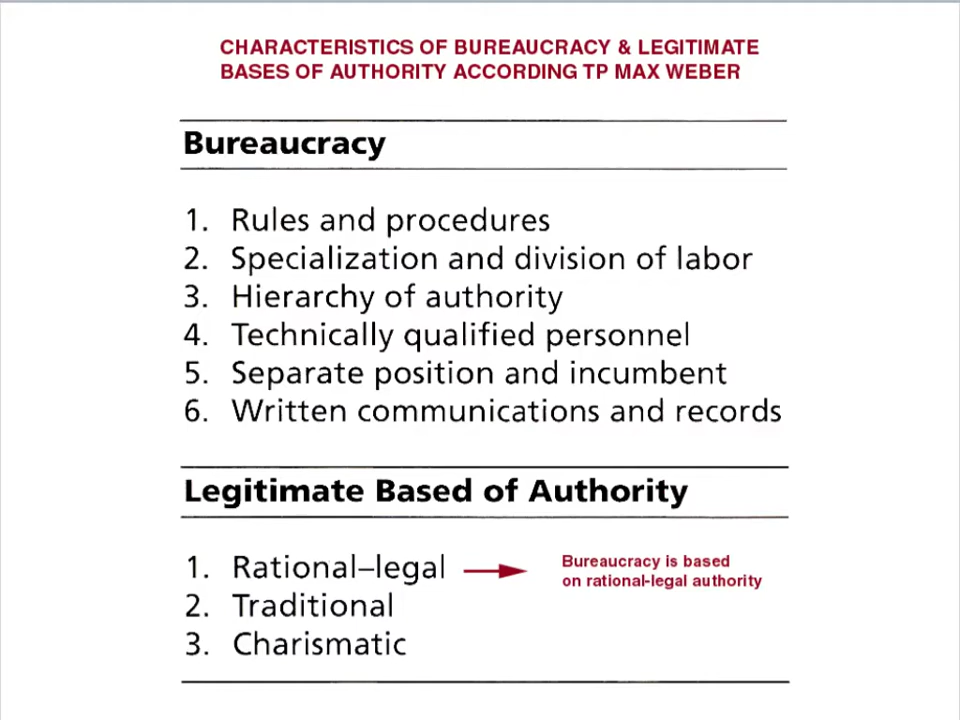 CHARACTERISTICS OF BUREAUCRACY & LEGITIMATE
BASES OF AUTHORITY ACCORDING TP MAX WEBER
Bureaucracy
1. Rules and procedures
2. Specialization and division of labor
3. Hierarchy of authority
4. Technically qualified personnel
5. Separate position and incumbent
6. Written communications and records
Legitimate Based of Authority
1. Rational–legal
Bureaucracy is based
on rational-legal authority
2. Traditional
3. Charismatic